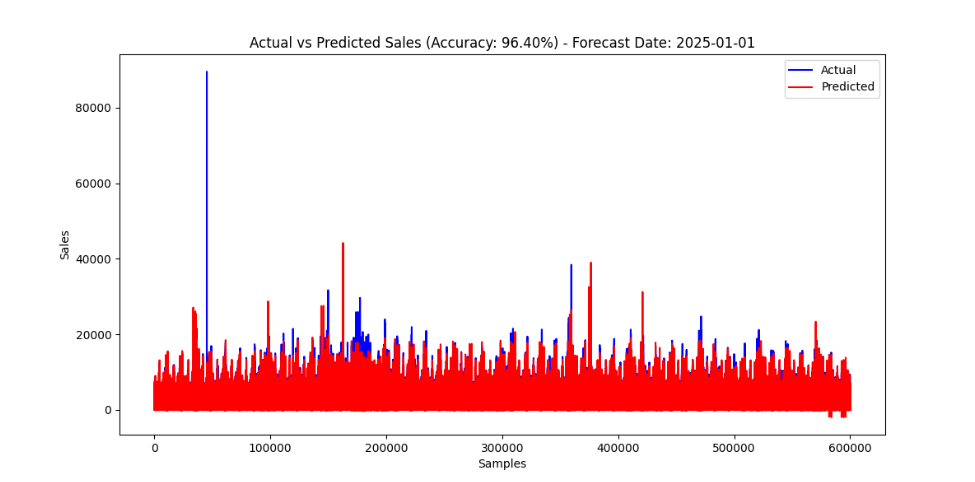 Actual vs Predicted Sales (Accuracy: 96.40%) - Forecast Date: 2025-01-01
Actual
Predicted
80000
60000
40000
20000
0
Sales
0
100000
200000
300000
400000
500000
600000
Samples